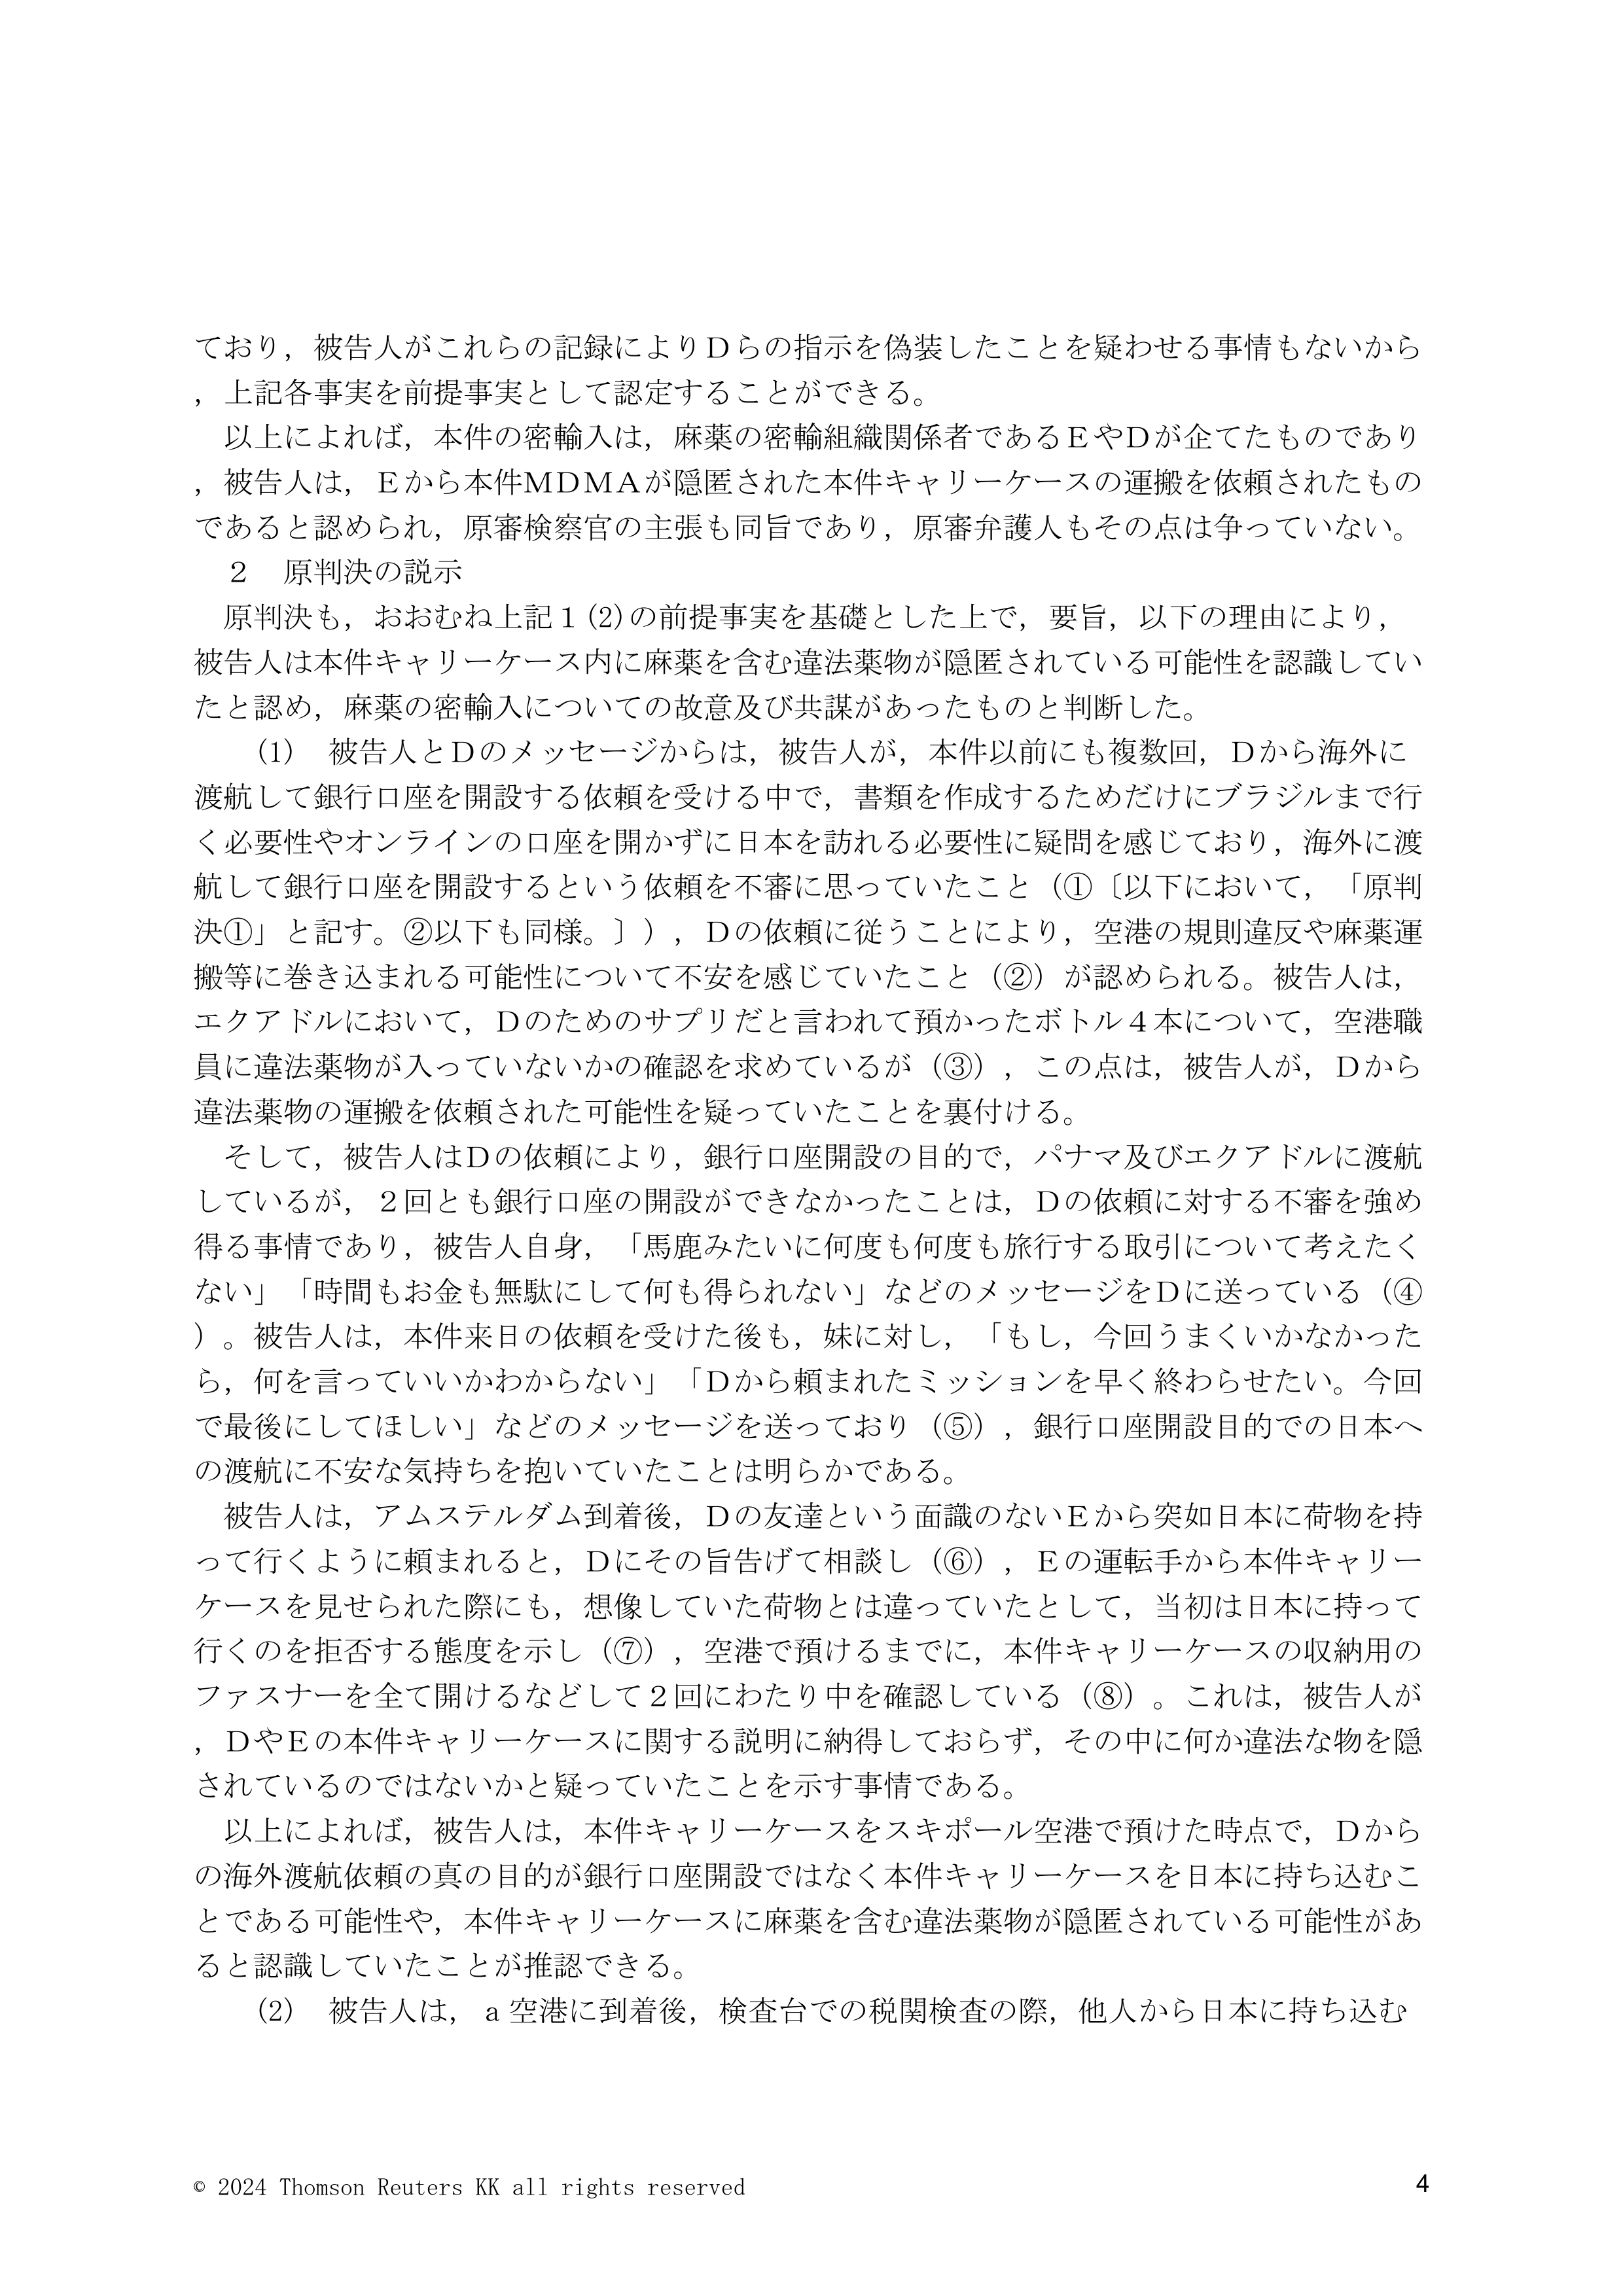 ており，被告人がこれらの記録によりＤらの指示を偽装したことを疑わせる事情もないから
，上記各事実を前提事実として認定することができる。
　以上によれば，本件の密輸入は，麻薬の密輸組織関係者であるＥやＤが企てたものであり
，被告人は，Ｅから本件ＭＤＭＡが隠匿された本件キャリーケースの運搬を依頼されたもの
であると認められ，原審検察官の主張も同旨であり，原審弁護人もその点は争っていない。
　２　原判決の説示
　原判決も，おおむね上記１(2)の前提事実を基礎とした上で，要旨，以下の理由により，
被告人は本件キャリーケース内に麻薬を含む違法薬物が隠匿されている可能性を認識してい
たと認め，麻薬の密輸入についての故意及び共謀があったものと判断した。
　　(1)　被告人とＤのメッセージからは，被告人が，本件以前にも複数回，Ｄから海外に
渡航して銀行口座を開設する依頼を受ける中で，書類を作成するためだけにブラジルまで行
く必要性やオンラインの口座を開かずに日本を訪れる必要性に疑問を感じており，海外に渡
航して銀行口座を開設するという依頼を不審に思っていたこと（①〔以下において，「原判
決①」と記す。②以下も同様。〕），Ｄの依頼に従うことにより，空港の規則違反や麻薬運
搬等に巻き込まれる可能性について不安を感じていたこと（②）が認められる。被告人は，
エクアドルにおいて，Ｄのためのサプリだと言われて預かったボトル４本について，空港職
員に違法薬物が入っていないかの確認を求めているが（③），この点は，被告人が，Ｄから
違法薬物の運搬を依頼された可能性を疑っていたことを裏付ける。
　そして，被告人はＤの依頼により，銀行口座開設の目的で，パナマ及びエクアドルに渡航
しているが，２回とも銀行口座の開設ができなかったことは，Ｄの依頼に対する不審を強め
得る事情であり，被告人自身，「馬鹿みたいに何度も何度も旅行する取引について考えたく
ない」「時間もお金も無駄にして何も得られない」などのメッセージをＤに送っている（④
）。被告人は，本件来日の依頼を受けた後も，妹に対し，「もし，今回うまくいかなかった
ら，何を言っていいかわからない」「Ｄから頼まれたミッションを早く終わらせたい。今回
で最後にしてほしい」などのメッセージを送っており（⑤），銀行口座開設目的での日本へ
の渡航に不安な気持ちを抱いていたことは明らかである。
　被告人は，アムステルダム到着後，Ｄの友達という面識のないＥから突如日本に荷物を持
って行くように頼まれると，Ｄにその旨告げて相談し（⑥），Ｅの運転手から本件キャリー
ケースを見せられた際にも，想像していた荷物とは違っていたとして，当初は日本に持って
行くのを拒否する態度を示し（⑦），空港で預けるまでに，本件キャリーケースの収納用の
ファスナーを全て開けるなどして２回にわたり中を確認している（⑧）。これは，被告人が
，ＤやＥの本件キャリーケースに関する説明に納得しておらず，その中に何か違法な物を隠
されているのではないかと疑っていたことを示す事情である。
　以上によれば，被告人は，本件キャリーケースをスキポール空港で預けた時点で，Ｄから
の海外渡航依頼の真の目的が銀行口座開設ではなく本件キャリーケースを日本に持ち込むこ
とである可能性や，本件キャリーケースに麻薬を含む違法薬物が隠匿されている可能性があ
ると認識していたことが推認できる。
　　(2)　被告人は，ａ空港に到着後，検査台での税関検査の際，他人から日本に持ち込む
© 2024 Thomson Reuters KK all rights reserved
4